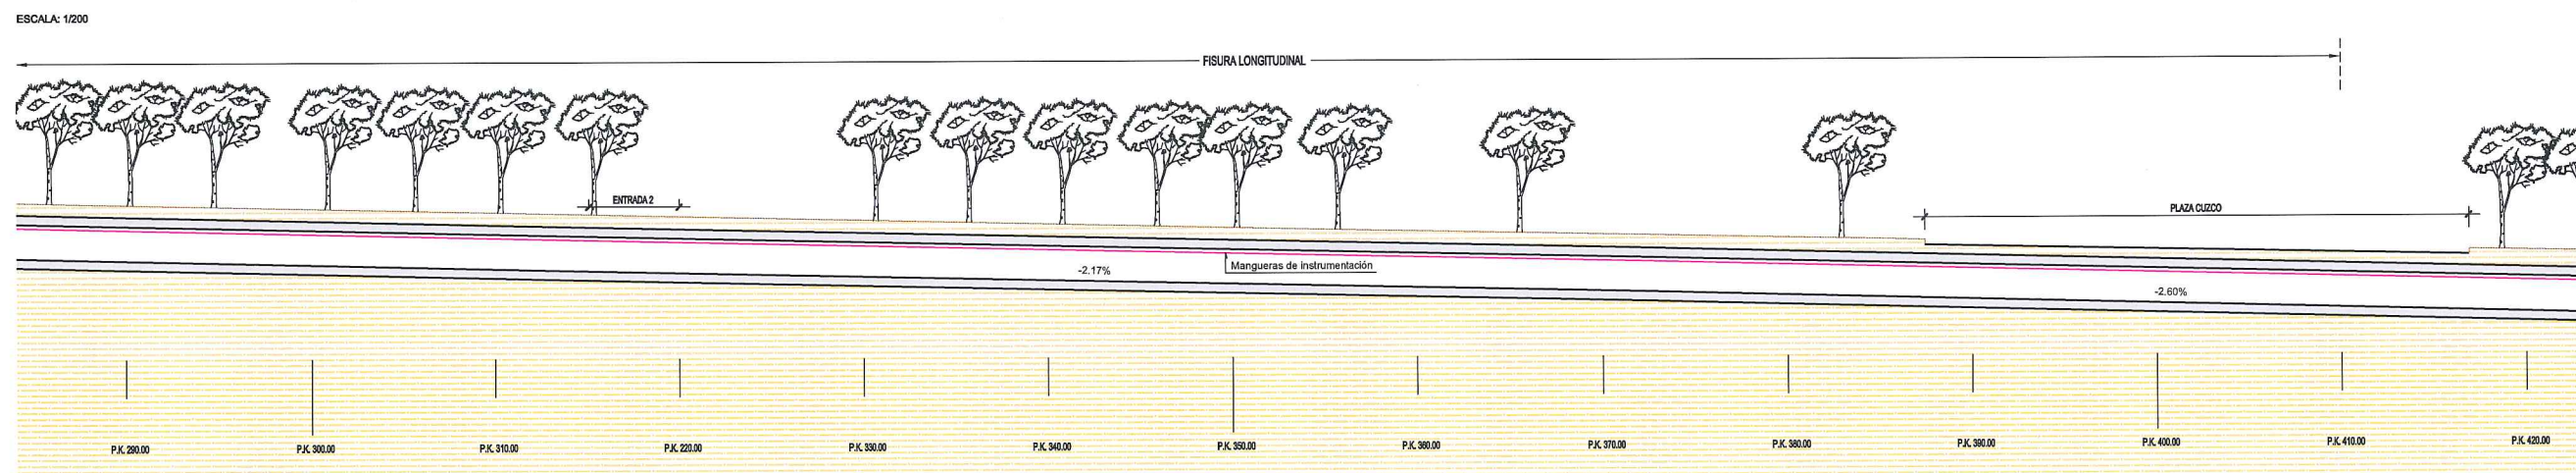 ESCALA: 1/200
FISURA LONGITUDINAL
ENTRADA 2
PLAZA CUZCO
Mangueras de instrumentación
-2.17%
-2.60%
P.K. 290.00
P.K. 300.00
P.K. 310.00
P.K. 220.00
P.K. 330.00
P.K. 340.00
P.K. 350.00
P.K. 360.00
P.K. 370.00
P.K. 380.00
P.K. 390.00
P.K. 400.00
P.K. 410.00
P.K. 420.00